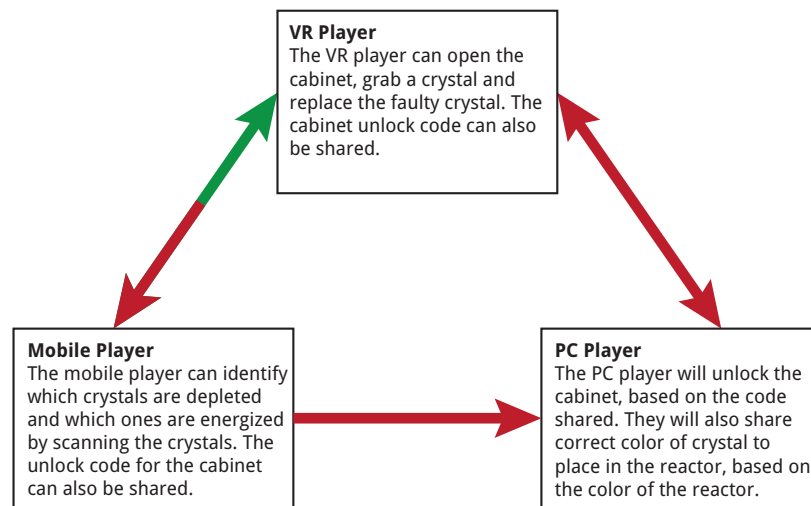 VR Player
The VR player can open the
cabinet, grab a crystal and
replace the faulty crystal. The
cabinet unlock code can also
be shared.
Mobile Player
The mobile player can identify
which crystals are depleted
and which ones are energized
by scanning the crystals. The
unlock code for the cabinet
can also be shared.
PC Player
The PC player will unlock the
cabinet, based on the code
shared. They will also share
correct color of crystal to
place in the reactor, based on
the color of the reactor.